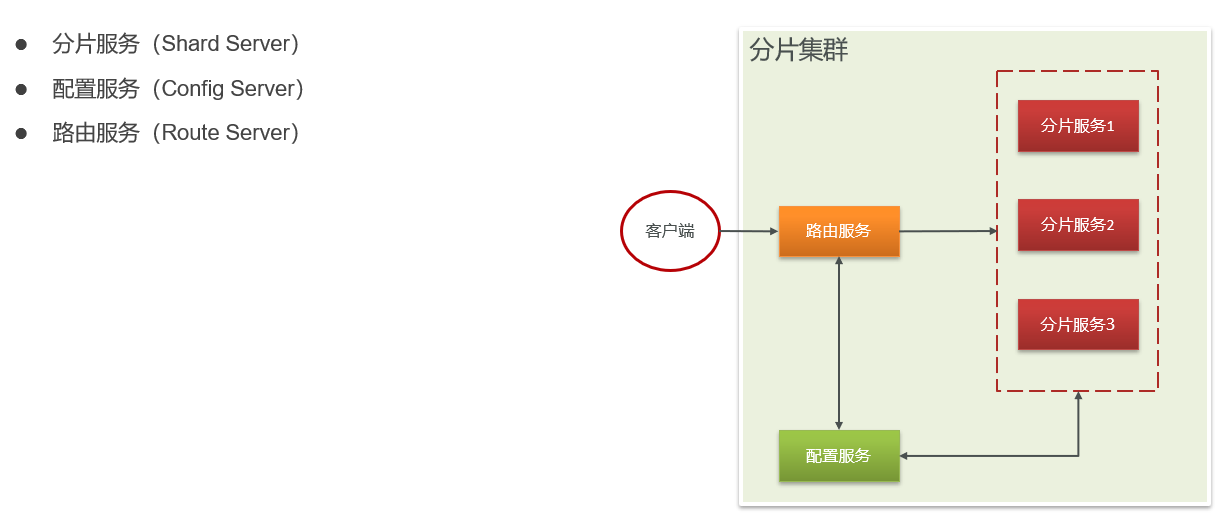 分片服务（Shard Server）
配置服务（Config Server）
路由服务（Route Server）
分片集群
分片服务1
分片服务2
客户端
路由服务
分片服务3
配置服务